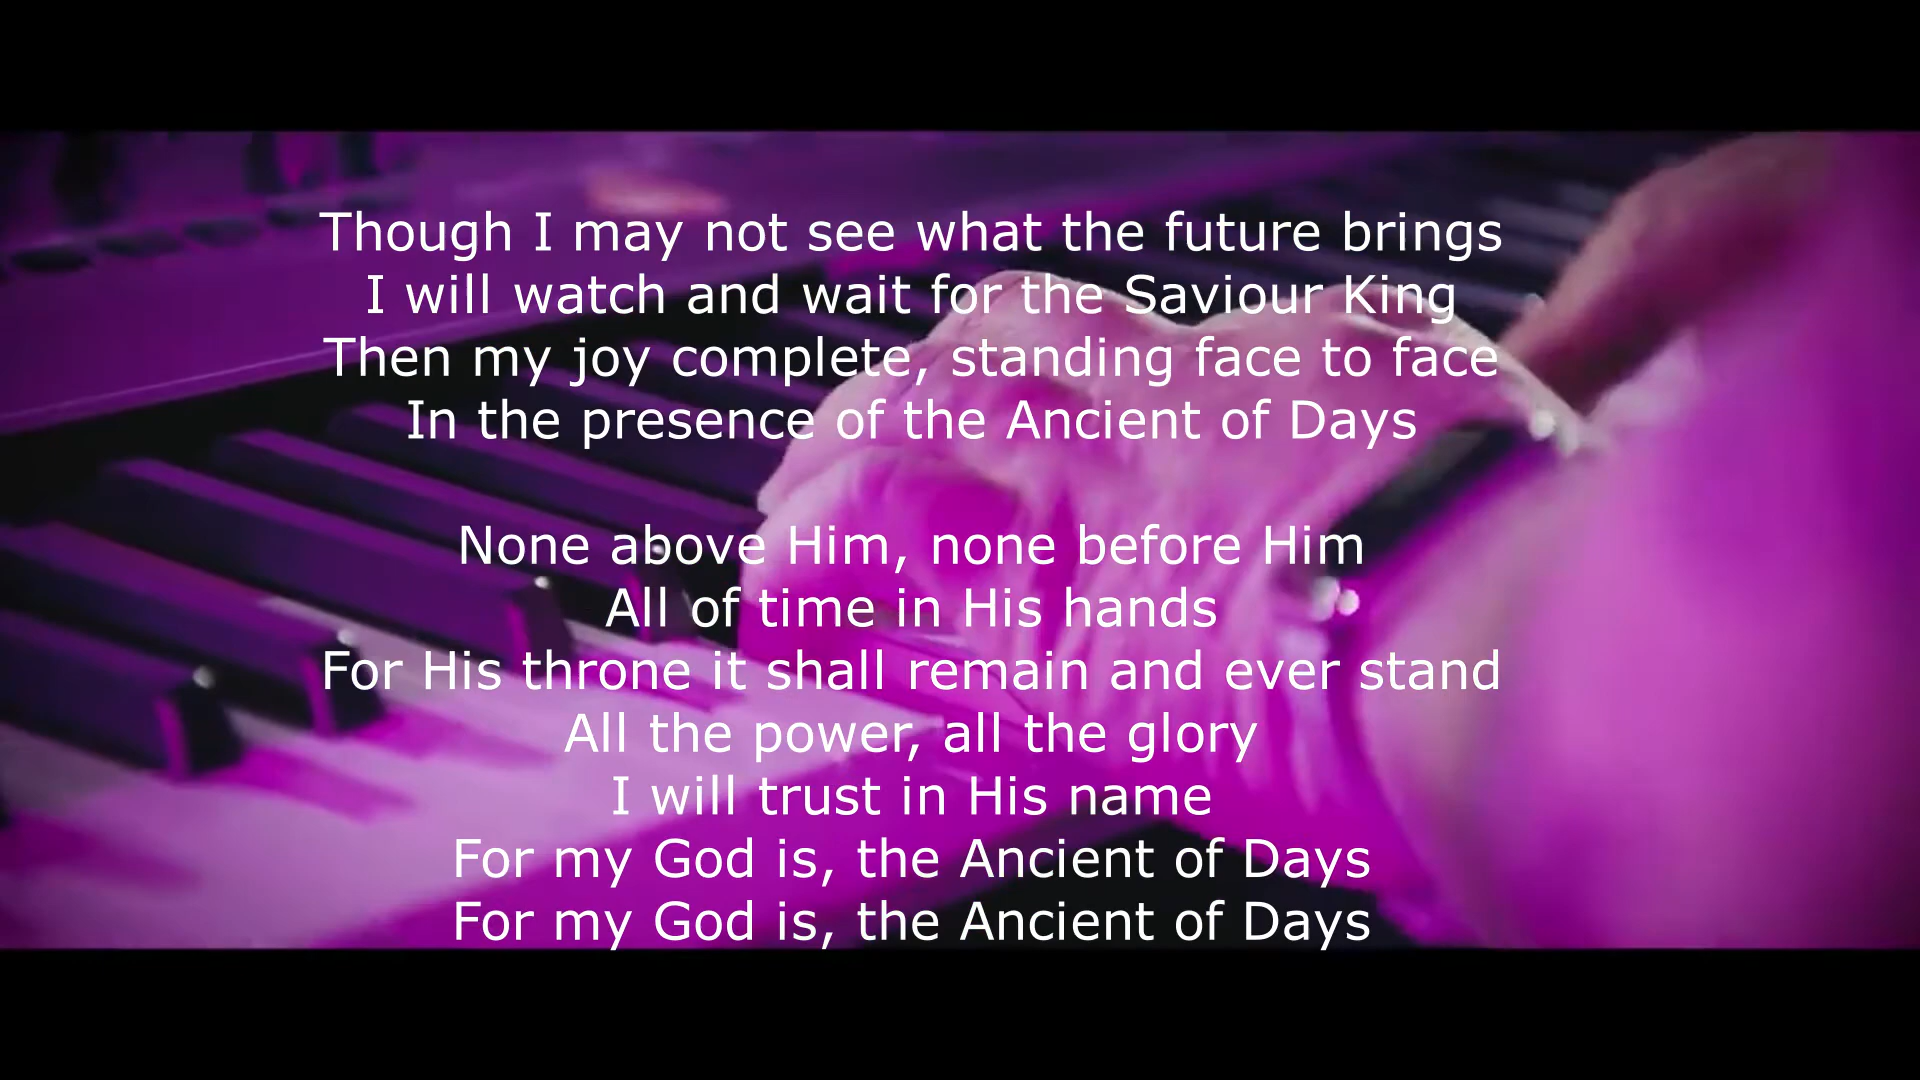 Though I may not see what the future brings
I will watch and wait for the Saviour King
Then my joy complete, standing face to face
In the presence of the Ancient of Days
None above Him, none before Him
All of time in His hands
For His throne it shall remain and ever stand
All the power, all the glory
I will trust in His name
For my God is, the Ancient of Days
For my God is, the Ancient of Days